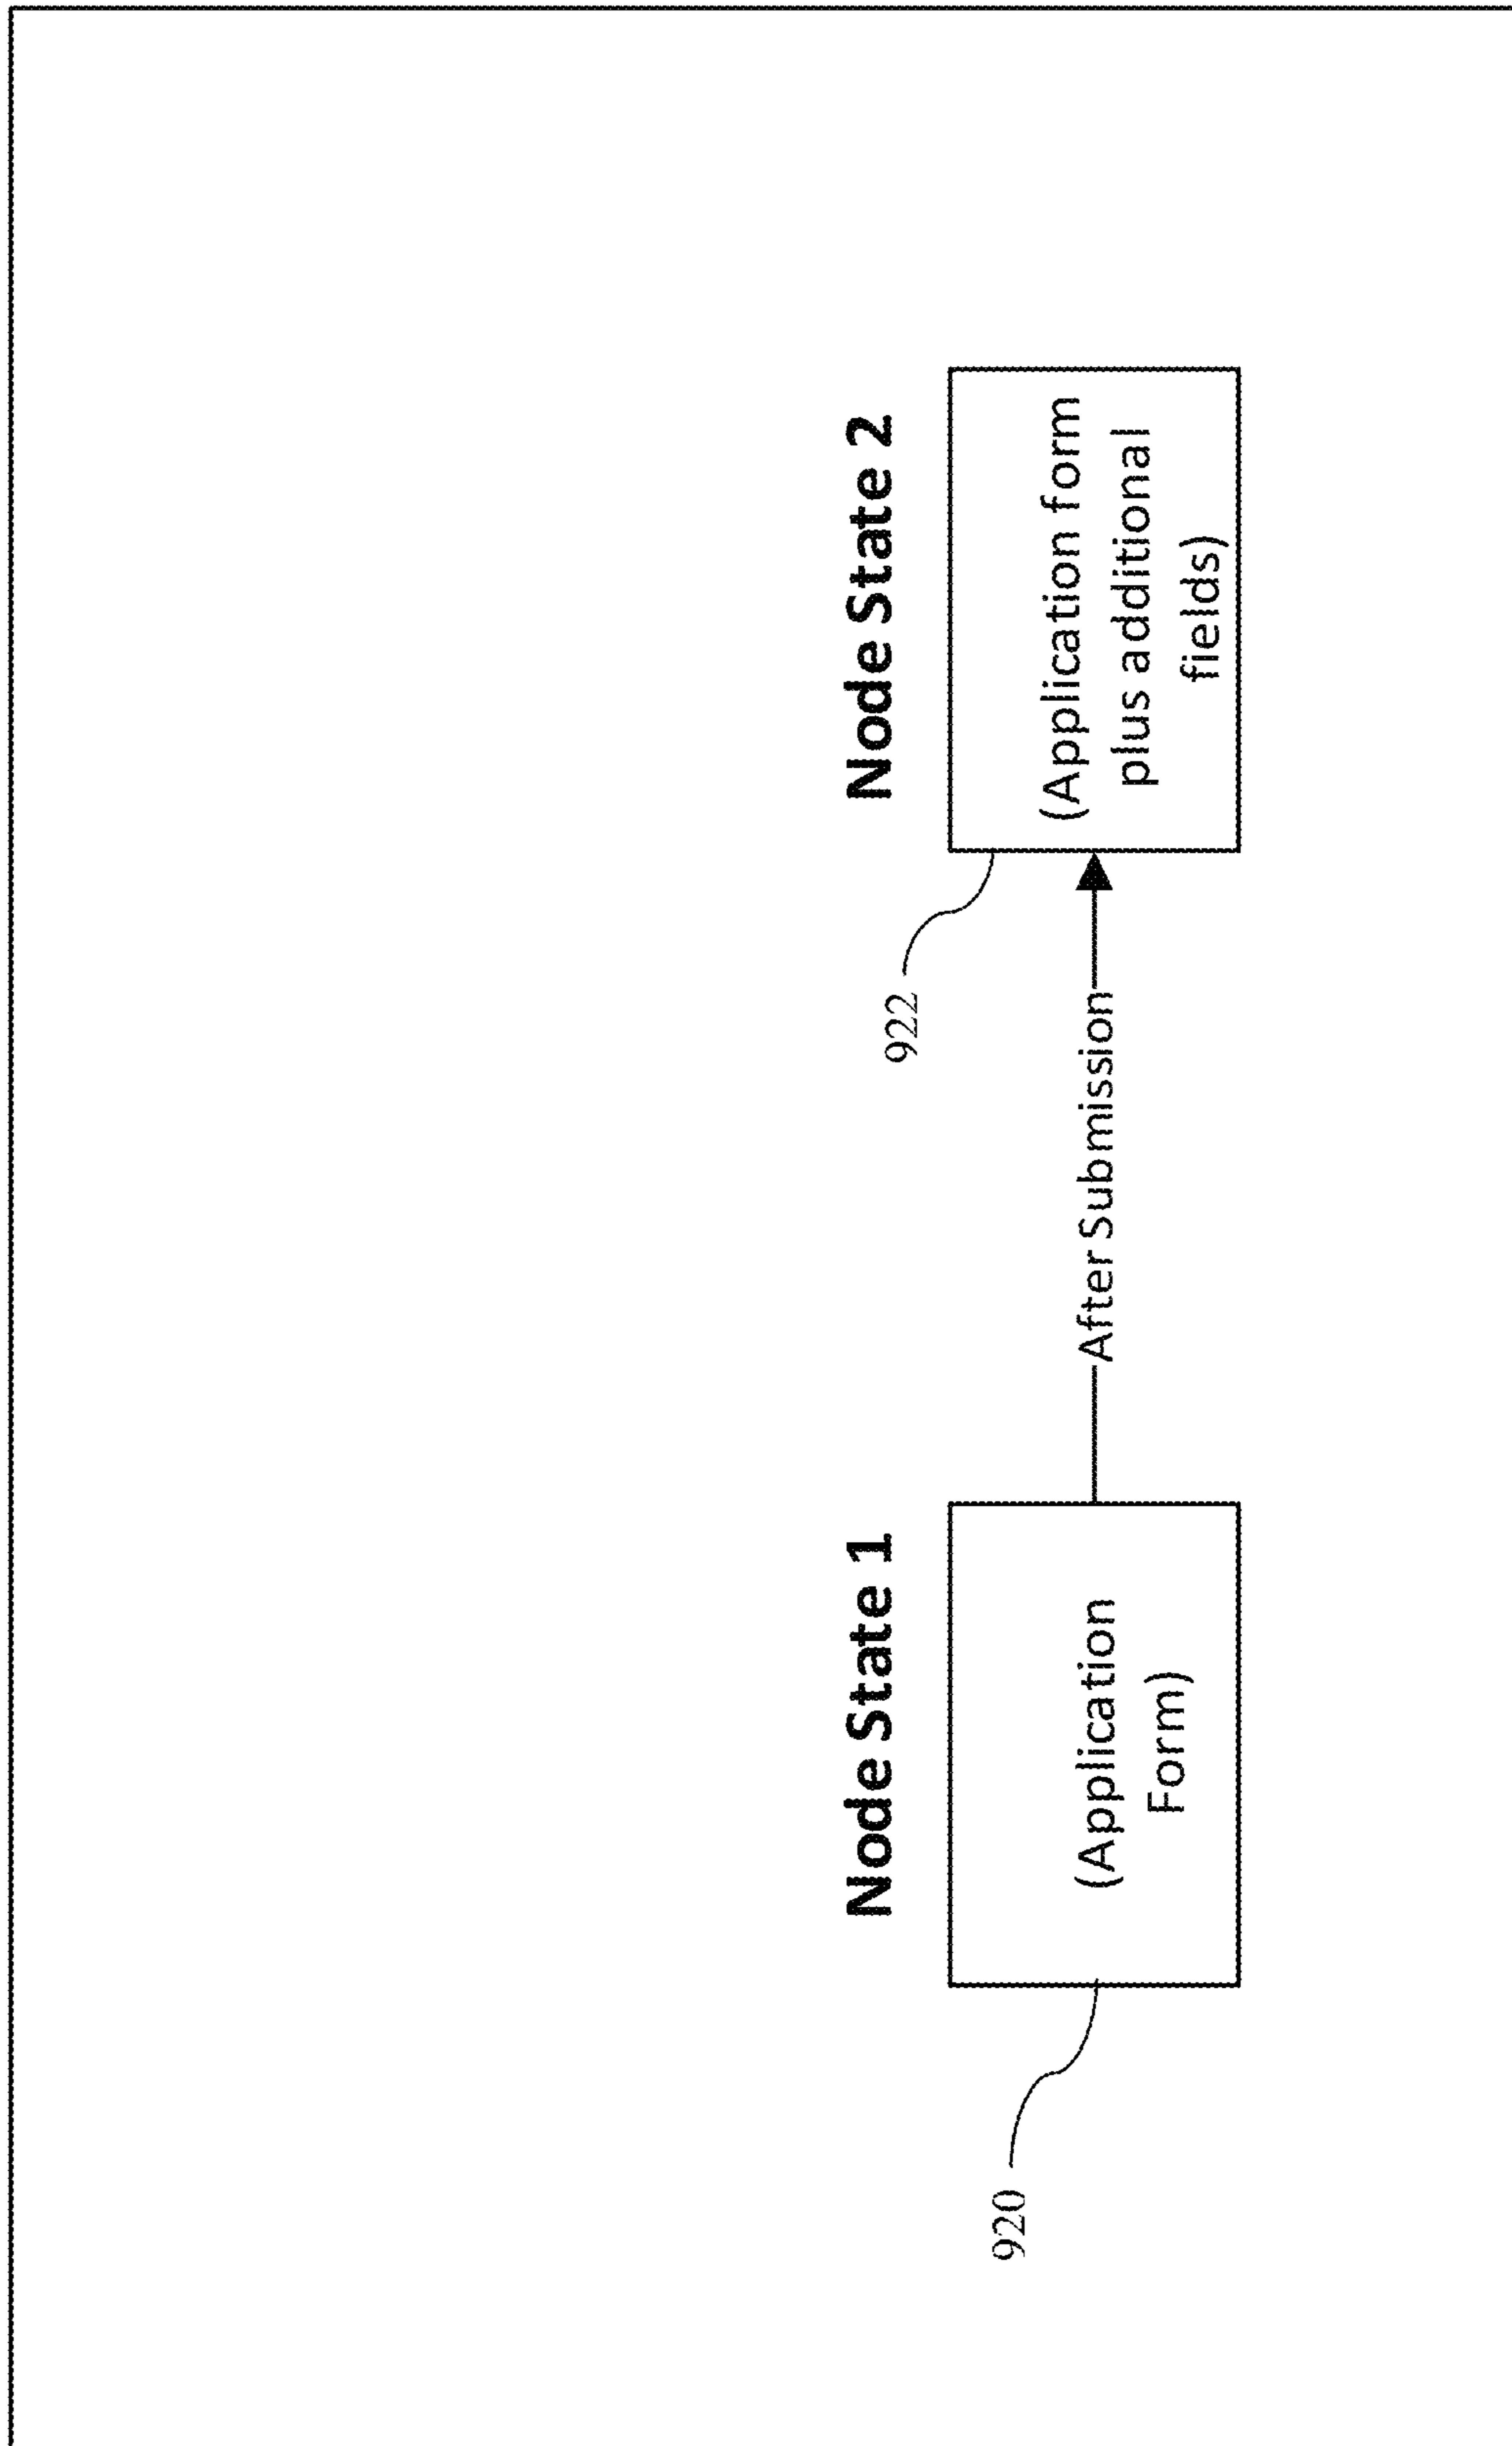 Node State 1
Node State 2
920
(Application
Form)
After Submission
922
(Application form
plus additional
fields)